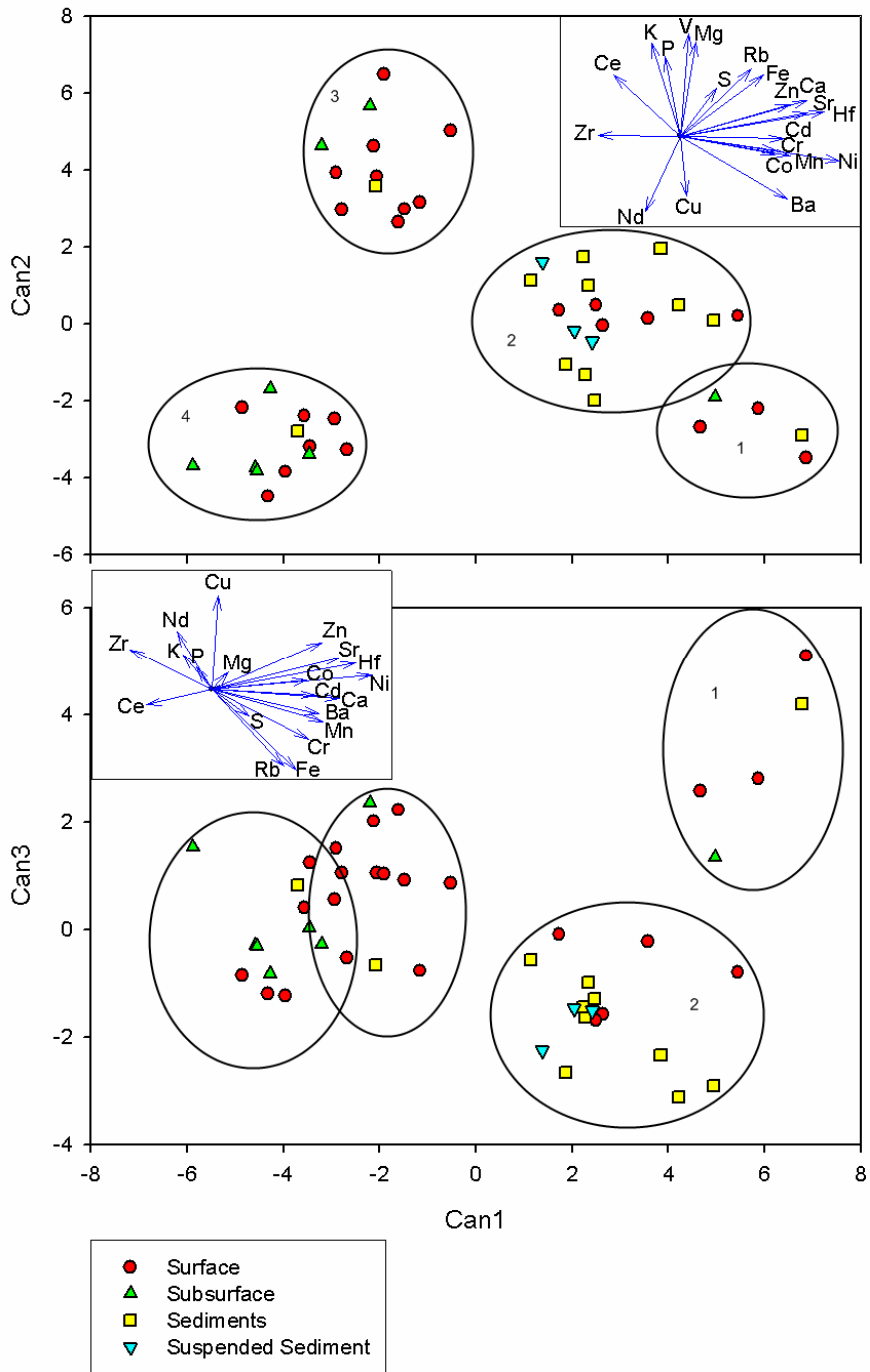 8
6
4
2
0
-2
-4
-6
Can2
3
2
4
1
V
K
P
Mg
Ce
Rb
S
Fe
Zn
Ca
Sr
Hf
Zr
Cd
Cr
Co
Mn
Ni
Nd
Cu
Ba
6
4
2
0
-2
-4
Can3
Cu
Nd
Zr
K
P
Mg
Zn
Sr
Co
Hf
Ni
Ce
Cd
Ca
S
Ba
Mn
Cr
Rb
Fe
1
2
-8
-6
-4
-2
0
2
4
6
8
Can1
Surface
Subsurface
Sediments
Suspended Sediment